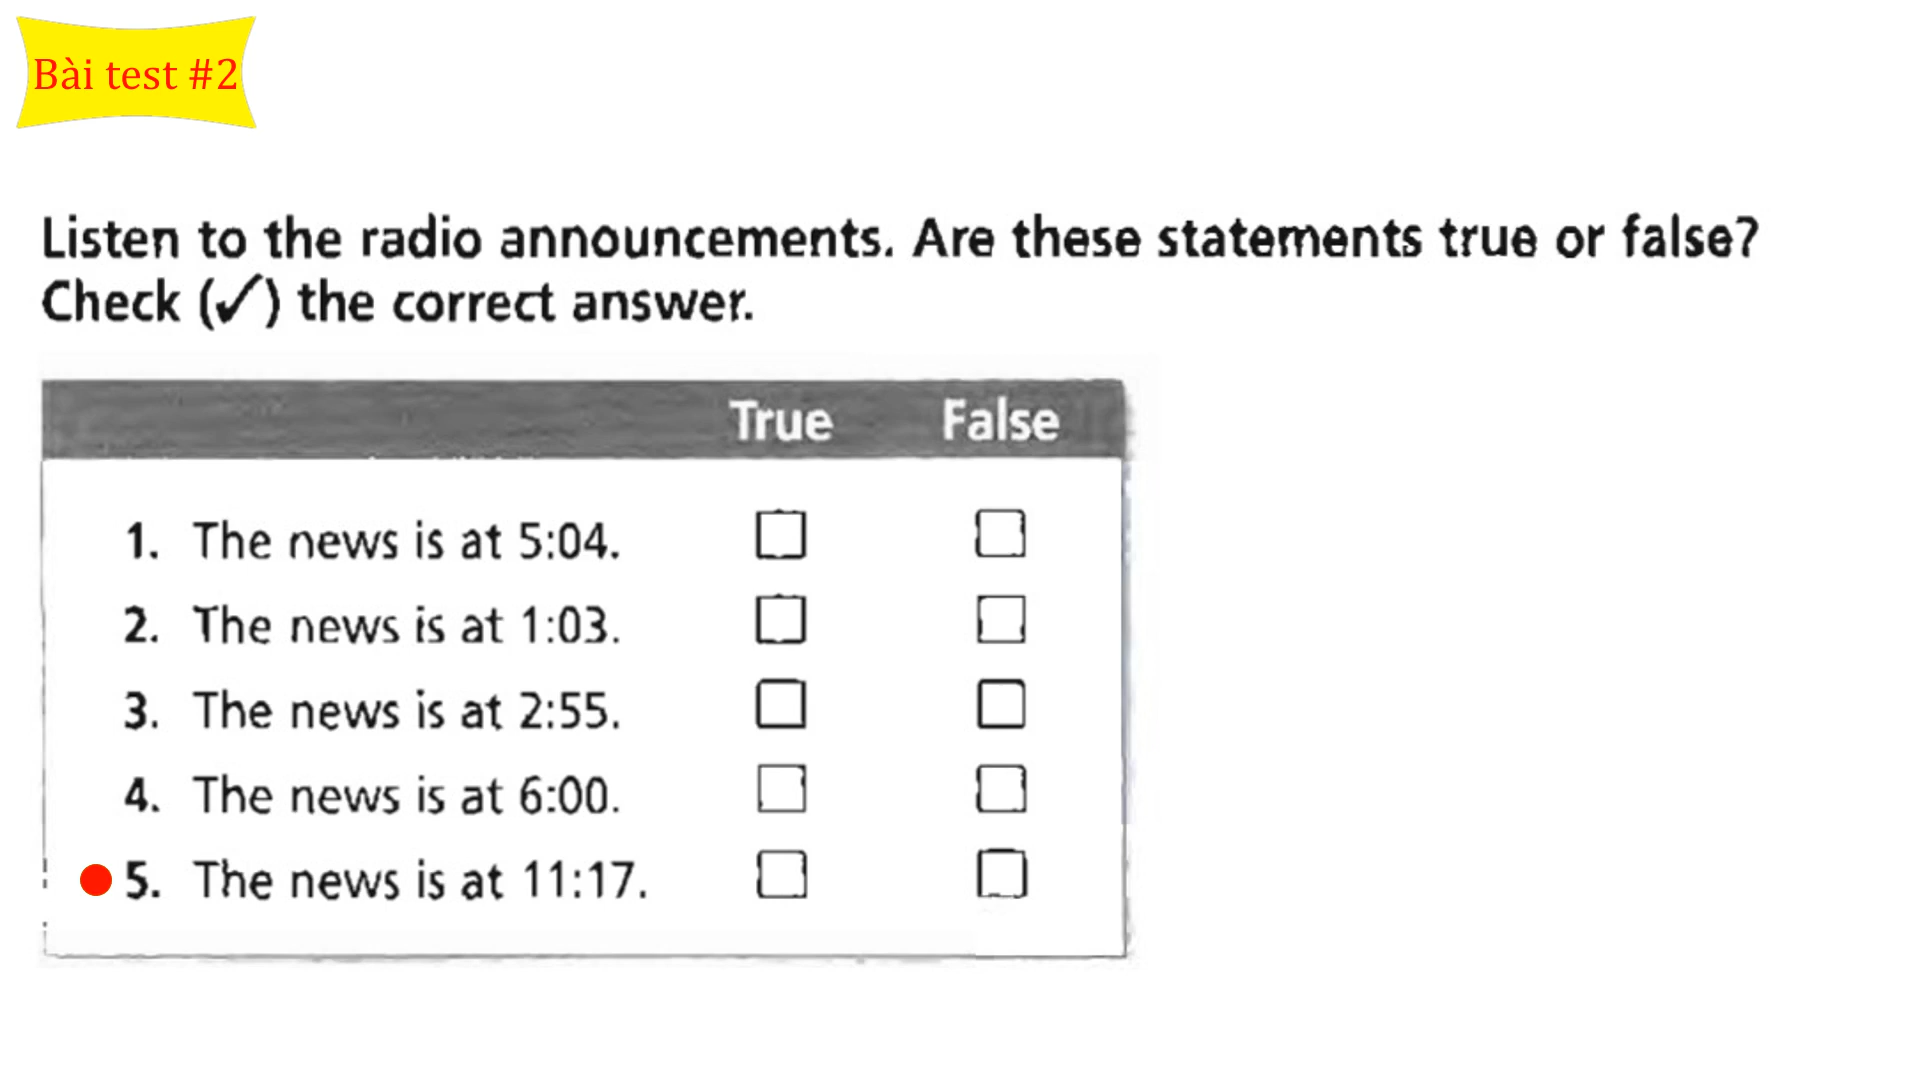 Bài test #2
Listen to the radio announcements. Are these statements true or false?
Check (✓) the correct answer.
True False
1. The news is at 5:04.
2. The news is at 1:03.
3. The news is at 2:55.
4. The news is at 6:00.
5. The news is at 11:17.